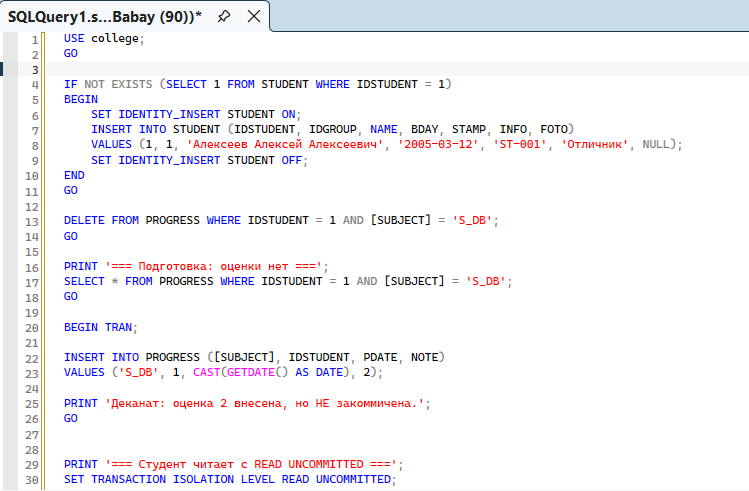 SQLQuery1.s...Babay (90))*
1 USE college;
2 GO
3
4 IF NOT EXISTS (SELECT 1 FROM STUDENT WHERE IDSTUDENT = 1)
5 BEGIN
6 SET IDENTITY_INSERT STUDENT ON;
7 INSERT INTO STUDENT (IDSTUDENT, IDGROUP, NAME, BDAY, STAMP, INFO, FOTO)
8 VALUES (1, 1, 'Алексеев Алексей Алексеевич', '2005-03-12', 'ST-001', 'Отличник', NULL);
9 SET IDENTITY_INSERT STUDENT OFF;
10 END
11 GO
12
13 DELETE FROM PROGRESS WHERE IDSTUDENT = 1 AND [SUBJECT] = 'S_DB';
14 GO
15
16 PRINT '=== Подготовка: оценки нет ===';
17 SELECT * FROM PROGRESS WHERE IDSTUDENT = 1 AND [SUBJECT] = 'S_DB';
18 GO
19
20 BEGIN TRAN;
21
22 INSERT INTO PROGRESS ([SUBJECT], IDSTUDENT, PDATE, NOTE)
23 VALUES ('S_DB', 1, CAST(GETDATE() AS DATE), 2);
24
25 PRINT 'Деканат: оценка 2 внесена, но НЕ закоммичена.';
26 GO
27
28
29 PRINT '=== Студент читает с READ UNCOMMITTED ===';
30 SET TRANSACTION ISOLATION LEVEL READ UNCOMMITTED;